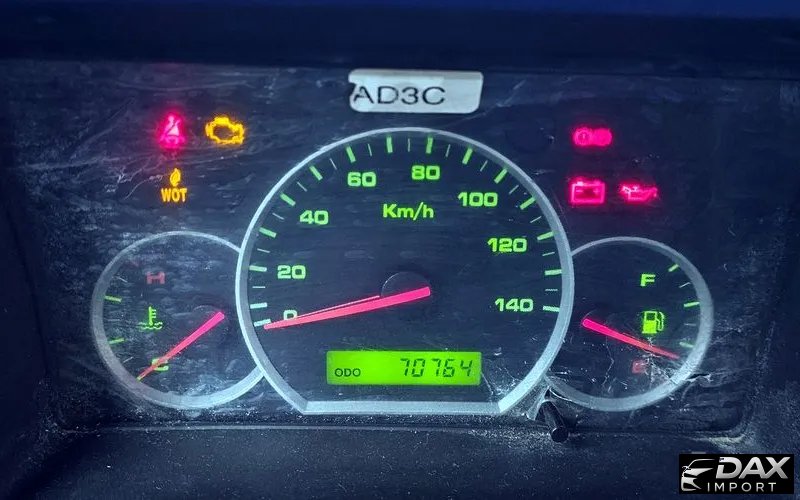 AD3C
WOT
60
80
40
100
Km/h
20
120
0
140
H
C
F
E
ODO 70764
DAX
IMPORT